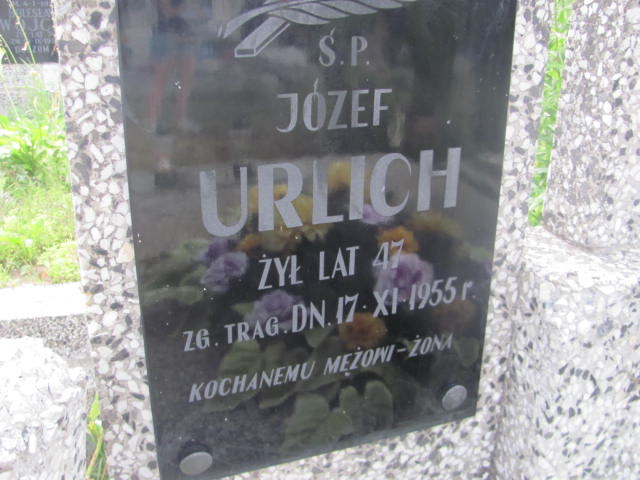 Ś.P.
JÓZEF
URLICH
ŻYŁ LAT 47
ZG. TRAG. DN. 17·XI·1955 r
KOCHANEMU MĘŻOWI-ŻONA